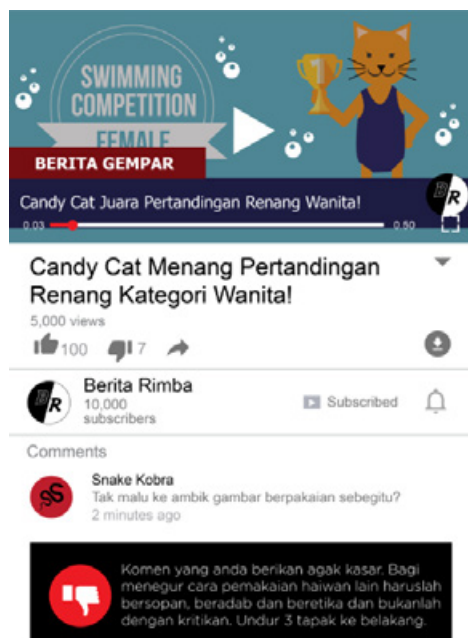 SWIMMING
COMPETITION
FEMALE
1
BERITA GEMPAR
BR
Candy Cat Juara Pertandingan Renang Wanita!
0.03
0.50
Candy Cat Menang Pertandingan
Renang Kategori Wanita!
5,000 views
100
7
BR
Berita Rimba
10,000
subscribers
Subscribed
Comments
SS
Snake Kobra
Tak malu ke ambik gambar berpakaian sebegitu?
2 minutes ago
Komen yang anda berikan agak kasar. Bagi
menegur cara pemakaian haiwan lain haruslah
bersopan, beradab dan beretika dan bukanlah
dengan kritikan. Undur 3 tapak ke belakang.